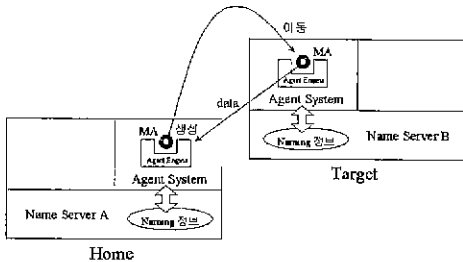 이동
MA
Agent Engine
Agent System
Naming 정보
Name Server B
Target
data
MA 생성
Agent Engine
Agent System
Name Server A
Naming 정보
Home